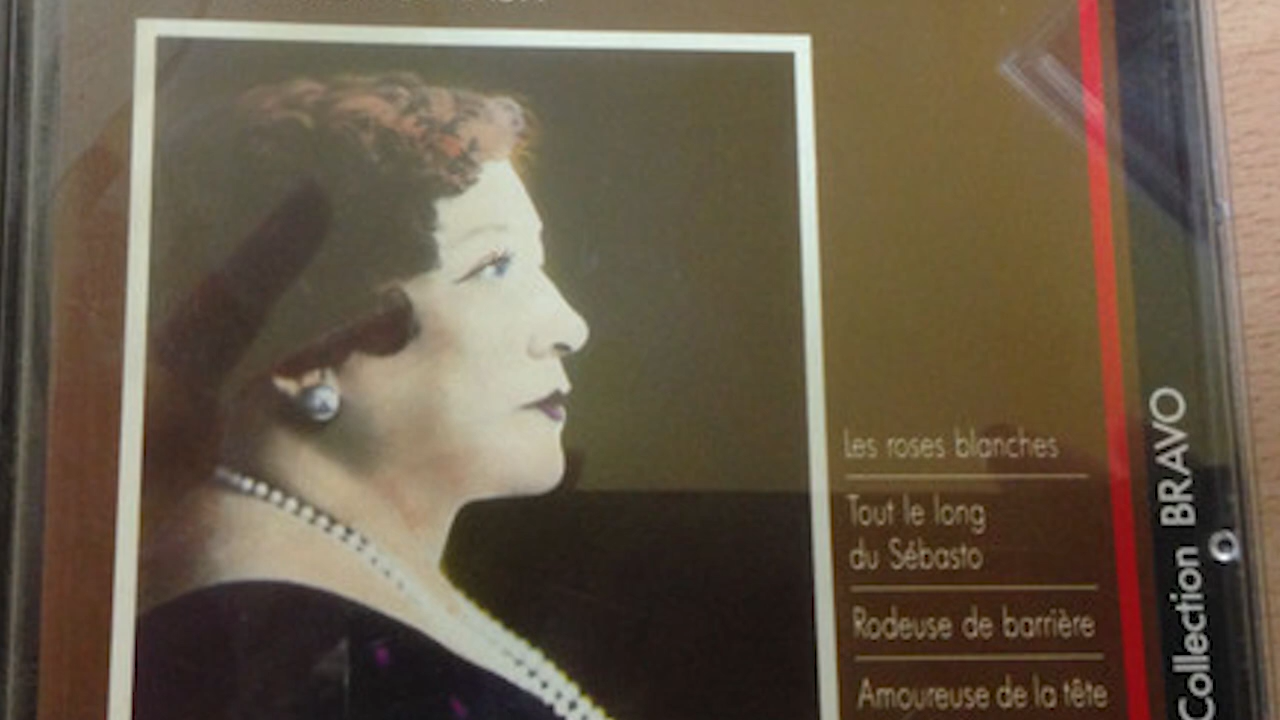 Les roses blanches
Tout le long
du Sébasto
Rodeuse de barrière
Amoureuse de la tête
Collection BRAVO